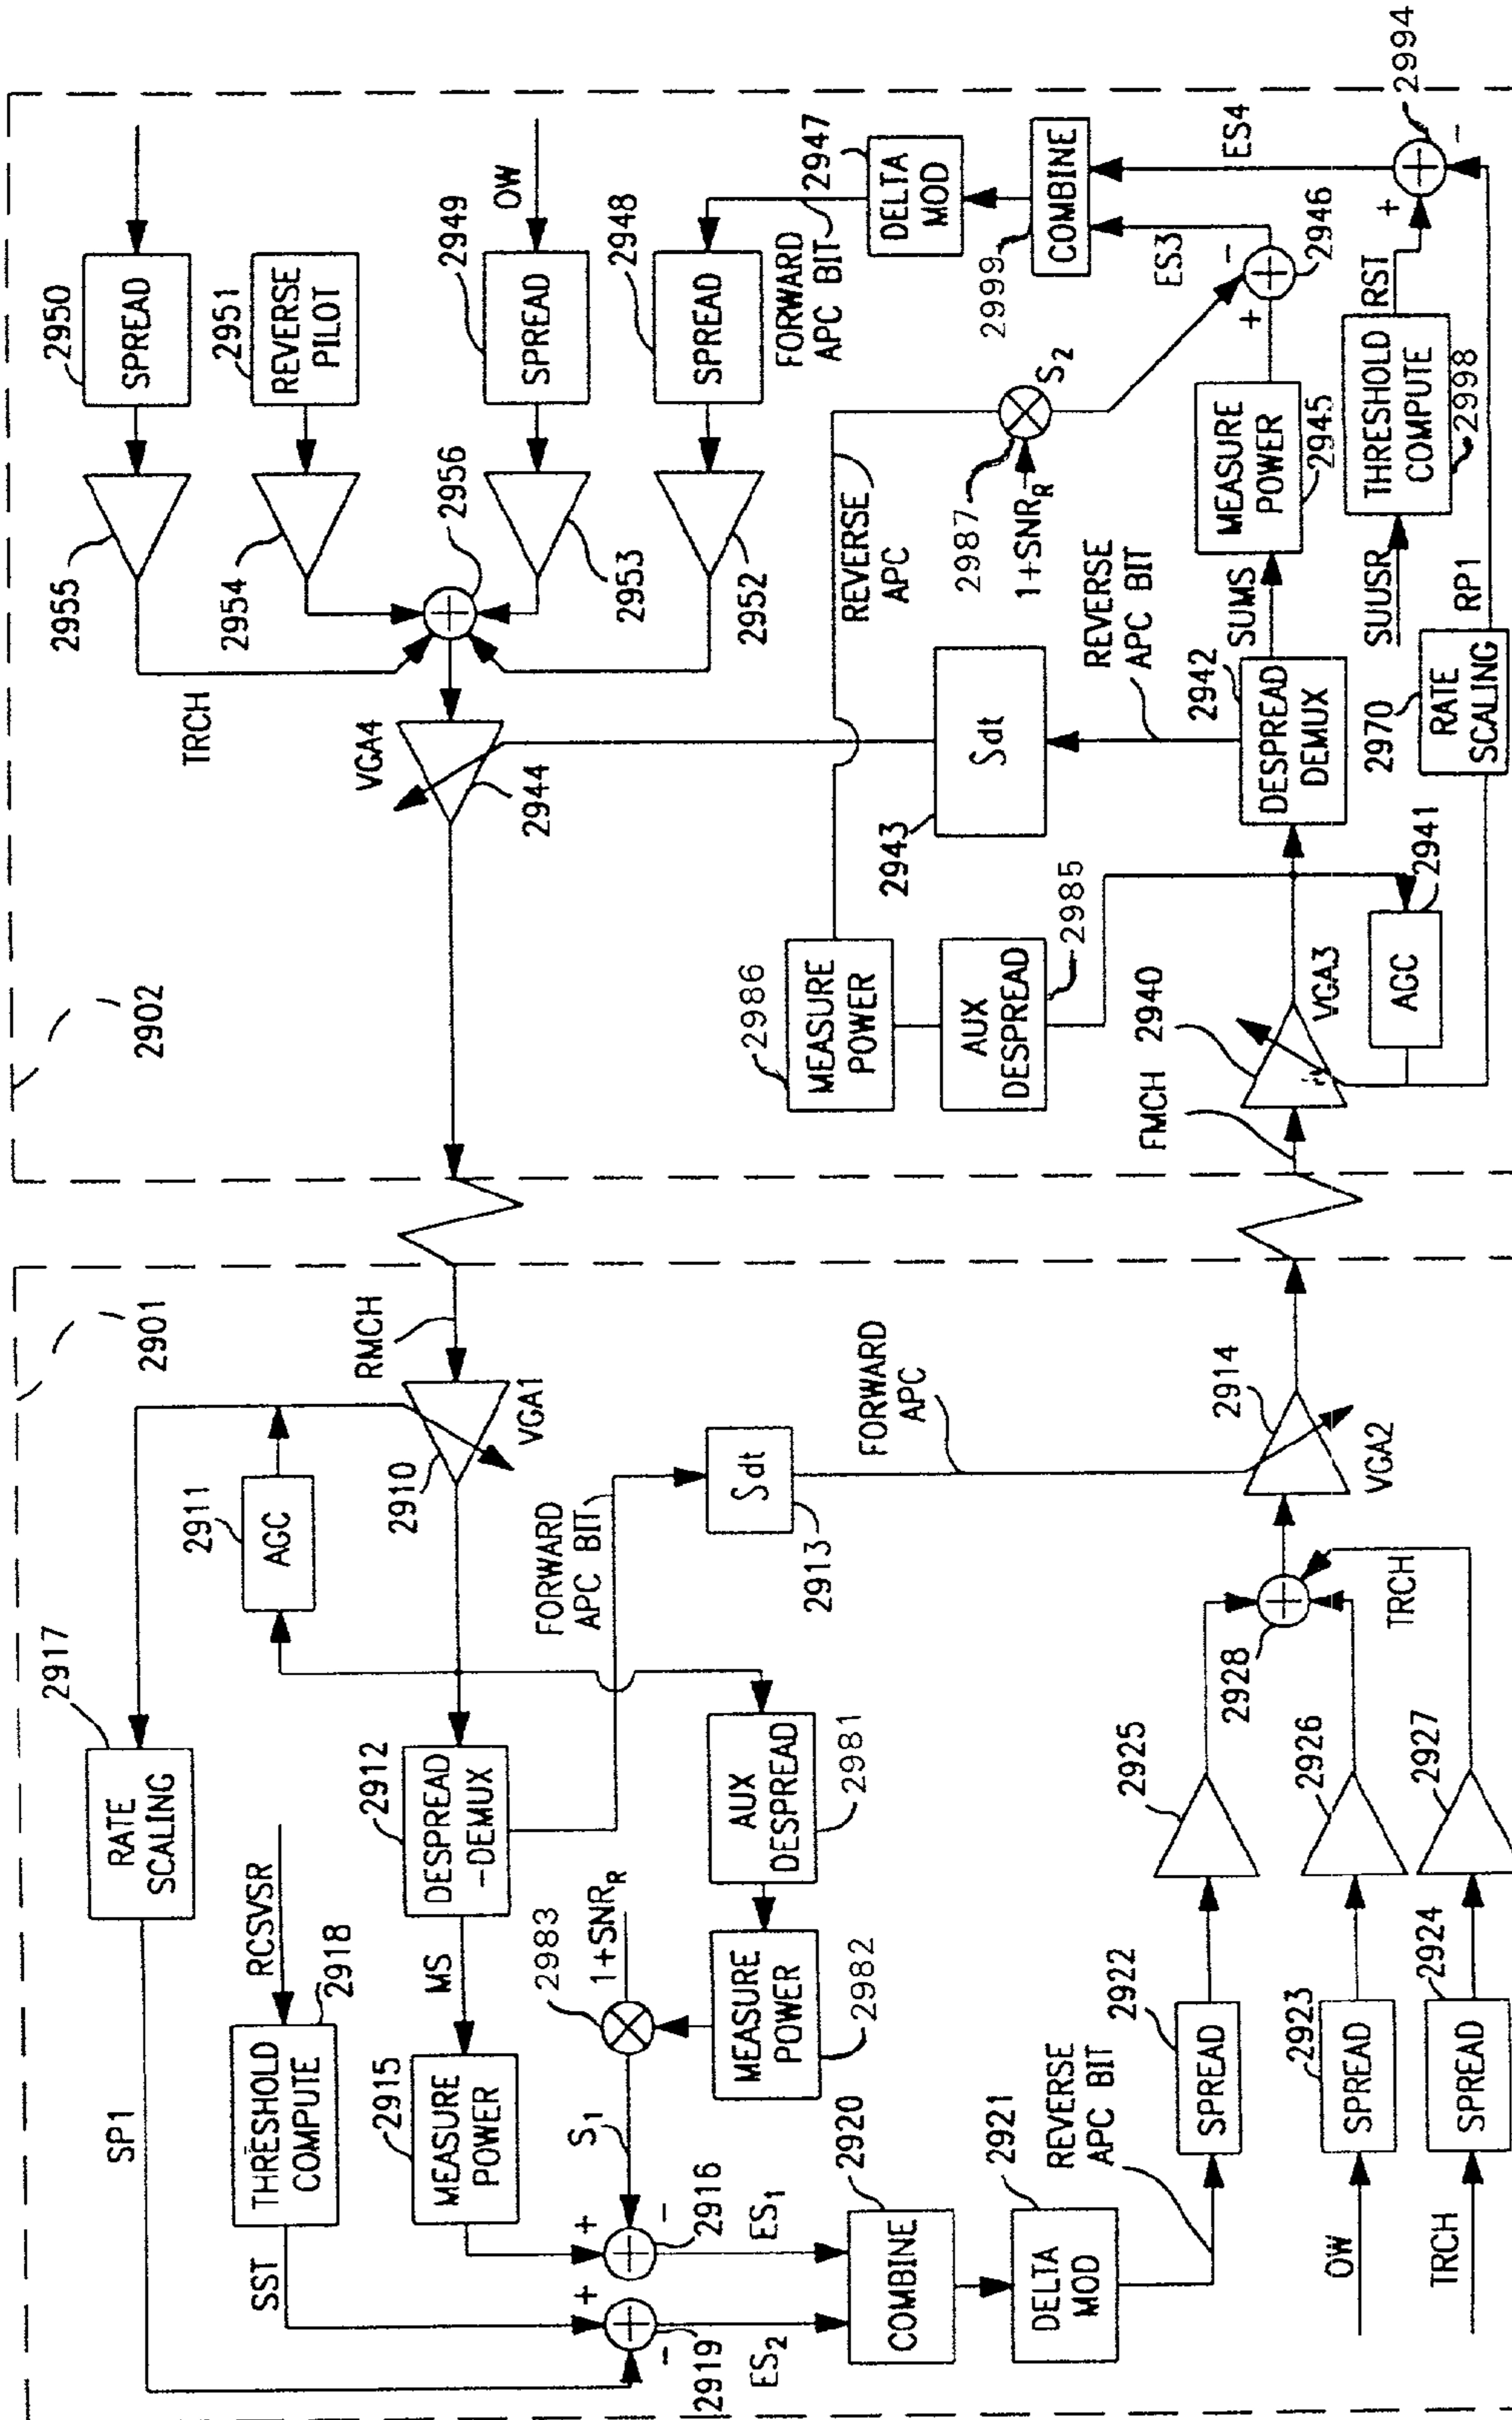 2901
2917
RATE
SCALING
2911
AGC
RMCH
2910
VGA1
SP1
RCSVSR
2918
THRESHOLD
COMPUTE
SST
2912
DESPREAD
-DEMUX
MS
2915
MEASURE
POWER
FORWARD
APC BIT
∫dt
2913
FORWARD
APC
AUX
DESPREAD
2981
MEASURE
POWER
2982
2983
1+SNRR
S1
+
-
2916
ES1
+
-
2919
ES2
2920
COMBINE
2921
DELTA
MOD
REVERSE
APC BIT
2922
SPREAD
2925
2923
SPREAD
OW
2926
2924
SPREAD
TRCH
2927
TRCH
2928
2914
VGA2
2902
2950
SPREAD
2955
2951
REVERSE
PILOT
2954
2949
SPREAD
OW
2953
2948
SPREAD
2952
2956
TRCH
VGA4
2944
FORWARD
APC BIT
2947
DELTA
MOD
2999
COMBINE
ES3
ES4
2946
+
-
2994
+
-
2987
S2
1+SNRR
REVERSE
APC
2986
MEASURE
POWER
AUX
DESPREAD
2985
2943
∫dt
REVERSE
APC BIT
2942
DESPREAD
DEMUX
SUMS
MEASURE
POWER
2945
THRESHOLD
COMPUTE
2998
RST
SUUSR
RP1
2970
RATE
SCALING
2941
AGC
FMCH
2940
VGA3